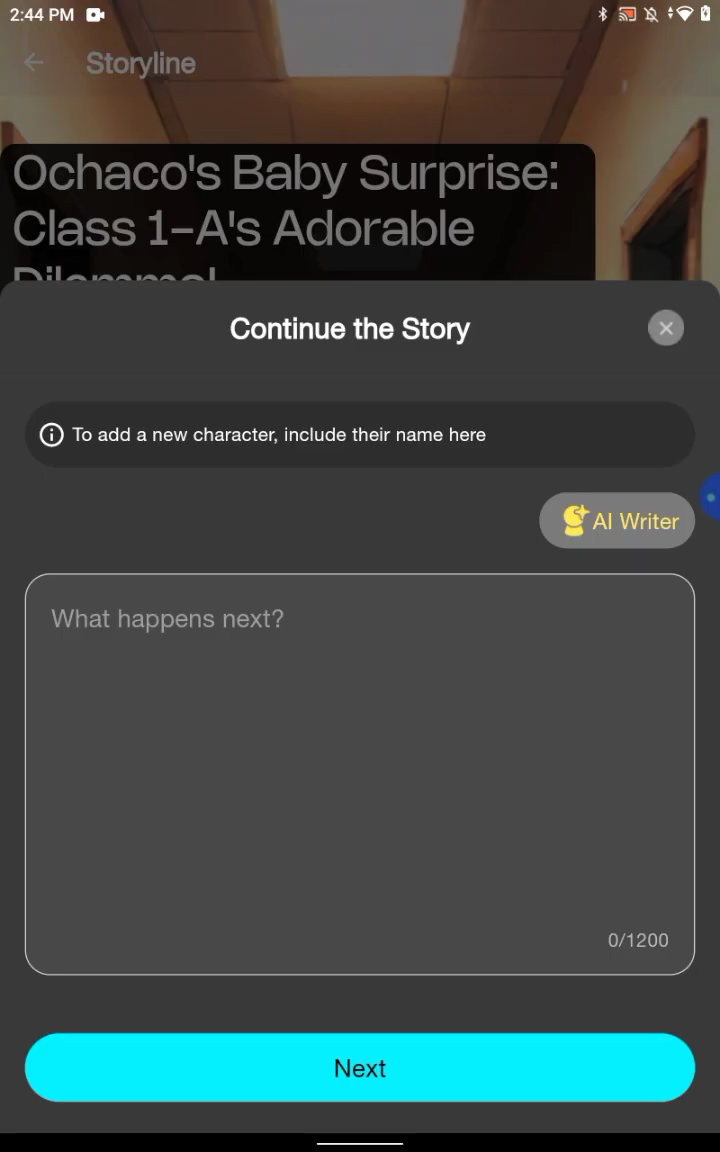 2:44 PM
Storyline
Ochaco's Baby Surprise:
Class 1-A's Adorable
Dilemma!
Continue the Story
To add a new character, include their name here
AI Writer
What happens next?
0/1200
Next